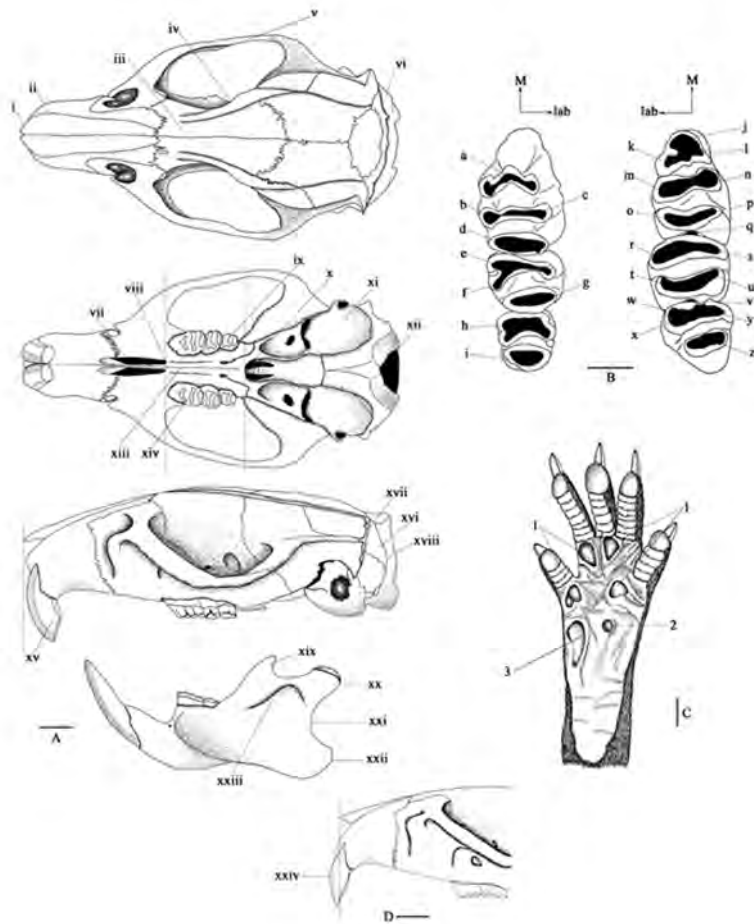 i
ii
iii
iv
v
vi
vii
viii
ix
x
xi
xii
xiii
xiv
xv
xvi
xvii
xviii
xix
xx
xxi
xxii
xxiii
A
M
lab
a
b
c
d
e
f
g
h
i
M
lab
j
k
l
m
n
o
p
q
r
s
t
u
v
w
x
y
z
B
1
1
2
3
C
xxiv
D